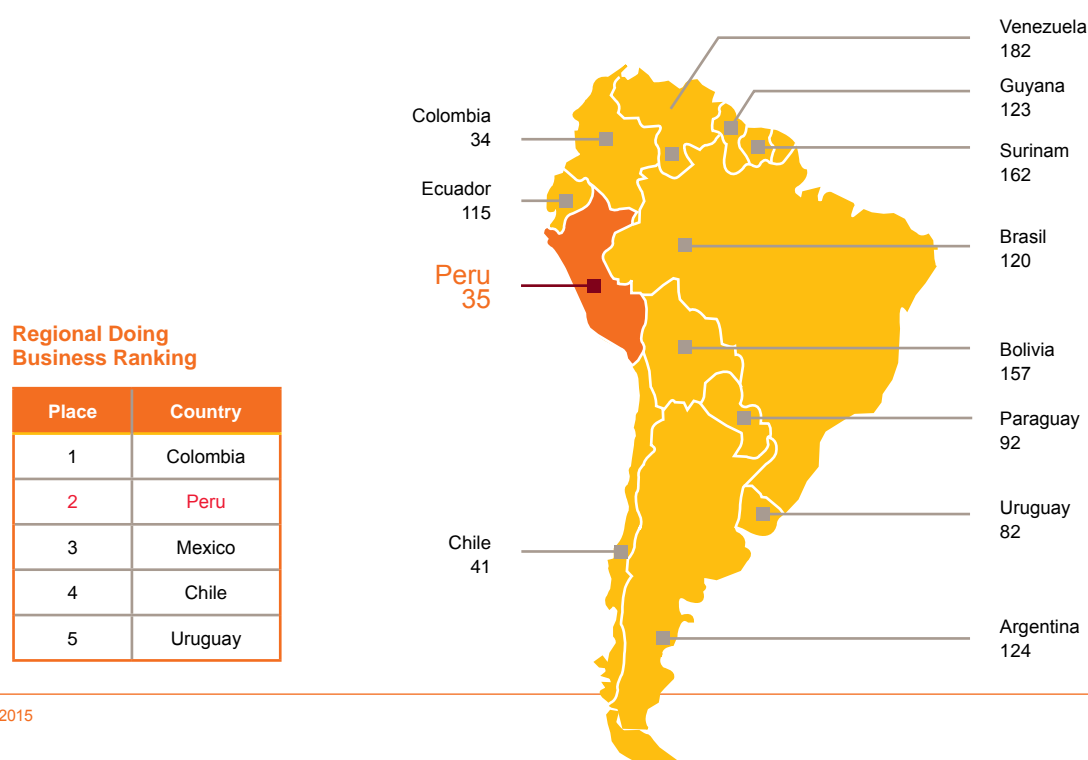 Venezuela
182
Guyana
123
Colombia
34
Surinam
162
Ecuador
115
Brasil
120
Peru
35
Regional Doing
Business Ranking
Bolivia
157
Place Country
1 Colombia
2 Peru
3 Mexico
4 Chile
5 Uruguay
Paraguay
92
Uruguay
82
Chile
41
Argentina
124
2015